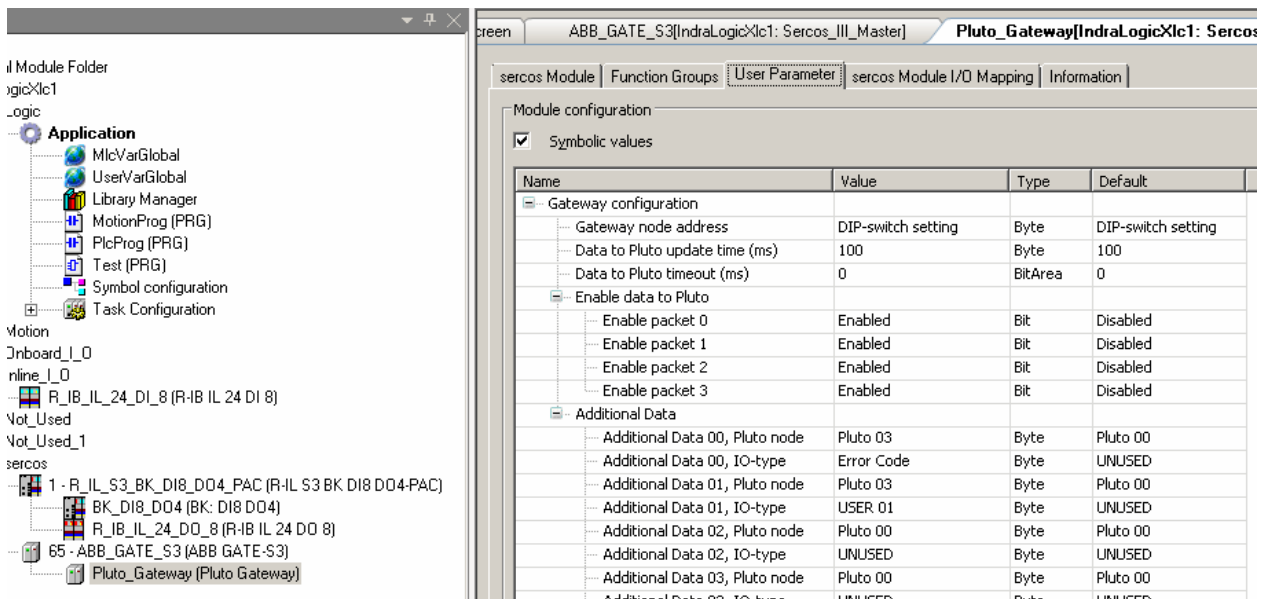 l Module Folder
ogicXlc1
Logic
Application
MlcVarGlobal
UserVarGlobal
Library Manager
MotionProg (PRG)
PlcProg (PRG)
Test (PRG)
Symbol configuration
Task Configuration
Motion
Onboard_I_O
nline_I_O
R_IB_IL_24_DI_8 (R-IB IL 24 DI 8)
Not_Used
Not_Used_1
sercos
1 - R_IL_S3_BK_DI8_DO4_PAC (R-IL S3 BK DI8 DO4-PAC)
BK_DI8_DO4 (BK: DI8 DO4)
R_IB_IL_24_DO_8 (R-IB IL 24 DO 8)
65 - ABB_GATE_S3 (ABB GATE-S3)
Pluto_Gateway (Pluto Gateway)
creen ABB_GATE_S3[IndraLogicXlc1: Sercos_III_Master] Pluto_Gateway[IndraLogicXlc1: Sercos
sercos Module Function Groups User Parameter sercos Module I/O Mapping Information
Module configuration
Symbolic values
Name Value Type Default
Gateway configuration
Gateway node address DIP-switch setting Byte DIP-switch setting
Data to Pluto update time (ms) 100 Byte 100
Data to Pluto timeout (ms) 0 BitArea 0
Enable data to Pluto
Enable packet 0 Enabled Bit Disabled
Enable packet 1 Enabled Bit Disabled
Enable packet 2 Enabled Bit Disabled
Enable packet 3 Enabled Bit Disabled
Additional Data
Additional Data 00, Pluto node Pluto 03 Byte Pluto 00
Additional Data 00, IO-type Error Code Byte UNUSED
Additional Data 01, Pluto node Pluto 03 Byte Pluto 00
Additional Data 01, IO-type USER 01 Byte UNUSED
Additional Data 02, Pluto node Pluto 00 Byte Pluto 00
Additional Data 02, IO-type UNUSED Byte UNUSED
Additional Data 03, Pluto node Pluto 00 Byte Pluto 00
Additional Data 03, IO-type UNUSED Byte UNUSED